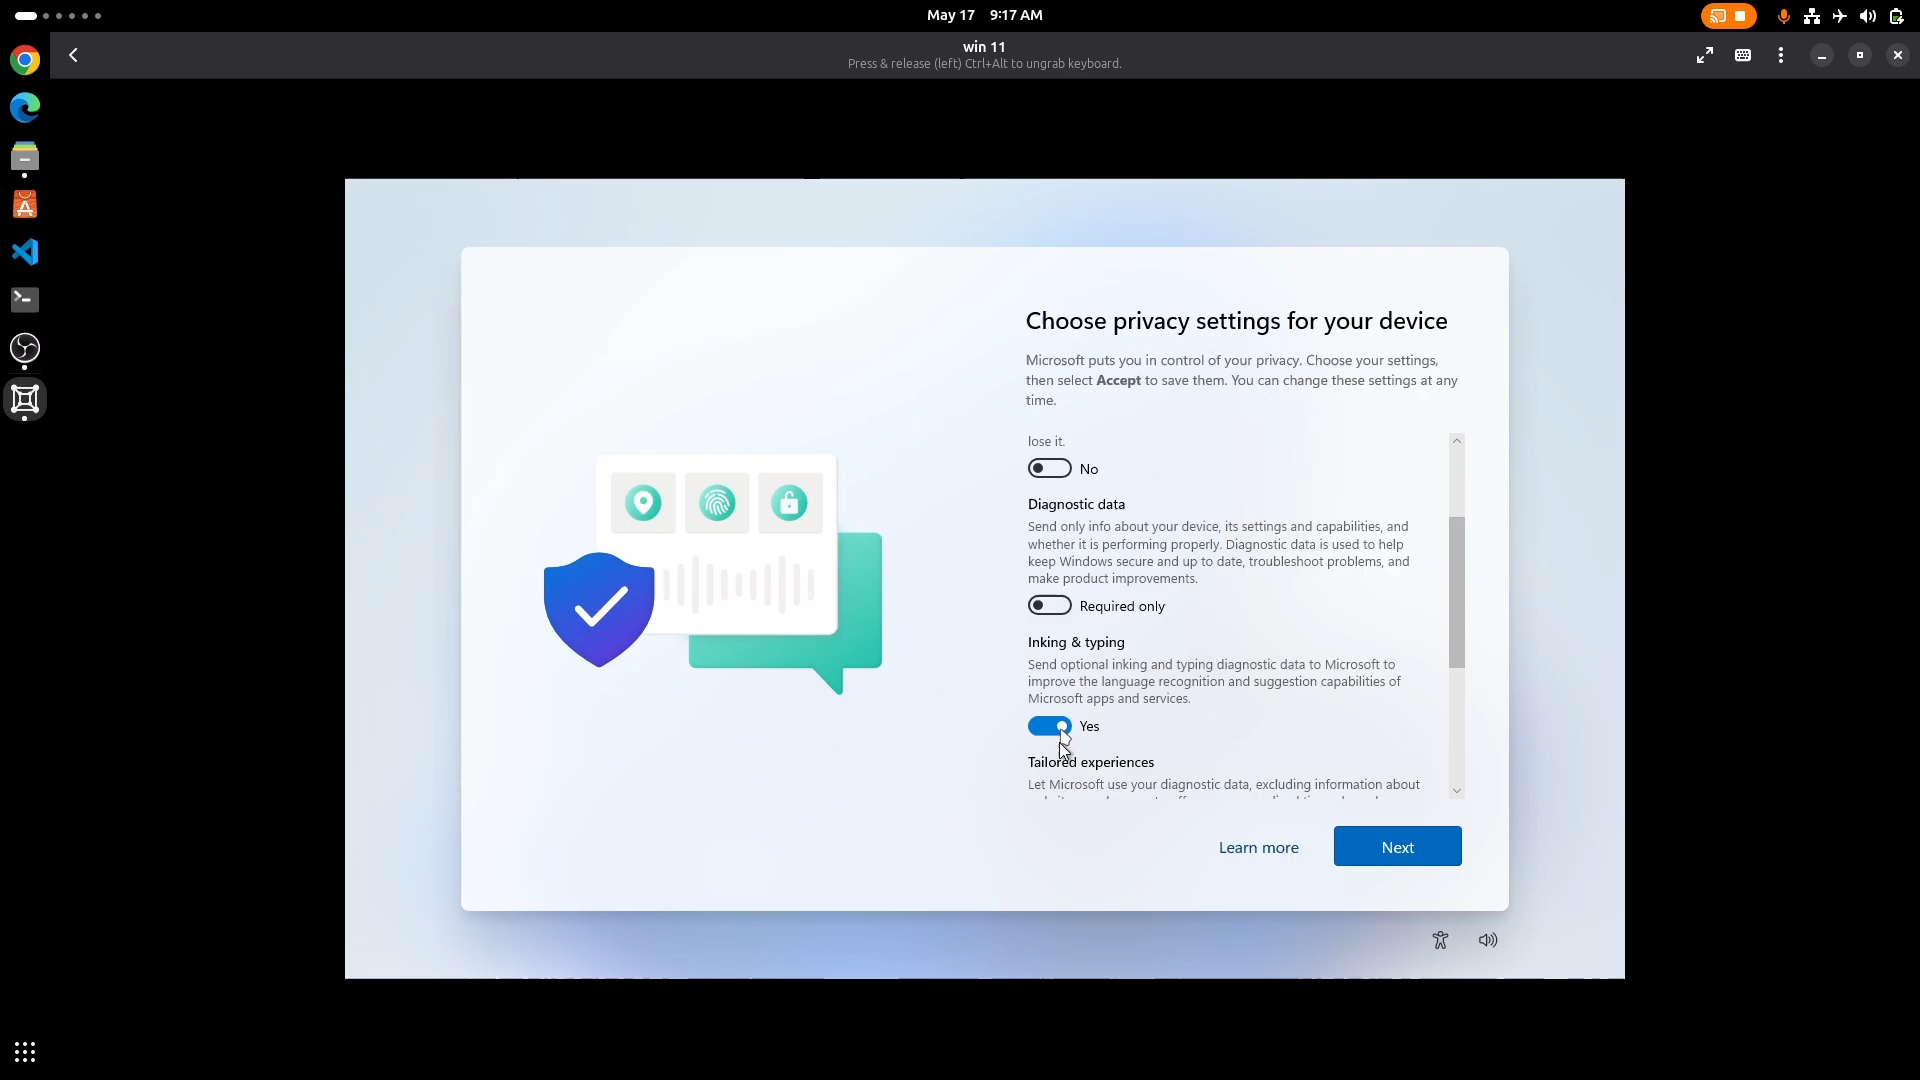 May 17 9:17 AM
win 11
Press & release (left) Ctrl+Alt to ungrab keyboard.
Choose privacy settings for your device
Microsoft puts you in control of your privacy. Choose your settings,
then select Accept to save them. You can change these settings at any
time.
lose it.
No
Diagnostic data
Send only info about your device, its settings and capabilities, and
whether it is performing properly. Diagnostic data is used to help
keep Windows secure and up to date, troubleshoot problems, and
make product improvements.
Required only
Inking & typing
Send optional inking and typing diagnostic data to Microsoft to
improve the language recognition and suggestion capabilities of
Microsoft apps and services.
Yes
Tailored experiences
Let Microsoft use your diagnostic data, excluding information about
Learn more
Next